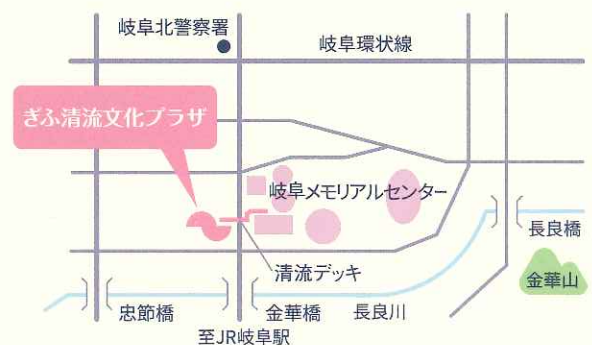 岐阜北警察署
岐阜環状線
ぎふ清流文化プラザ
岐阜メモリアルセンター
長良橋
清流デッキ
金華山
忠節橋
金華橋
長良川
至JR岐阜駅